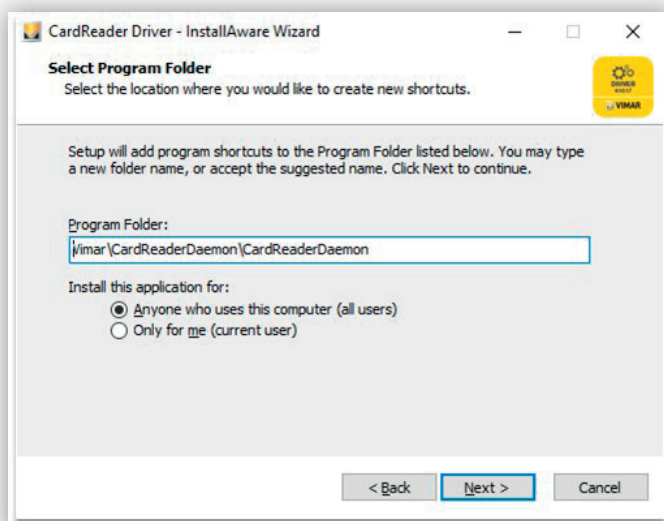 CardReader Driver - InstallAware Wizard
Select Program Folder
Select the location where you would like to create new shortcuts.
DRIVER
VIMAR
Setup will add program shortcuts to the Program Folder listed below. You may type
a new folder name, or accept the suggested name. Click Next to continue.
Program Folder:
Vimar\CardReaderDaemon\CardReaderDaemon
Install this application for:
Anyone who uses this computer (all users)
Only for me (current user)
< Back
Next >
Cancel